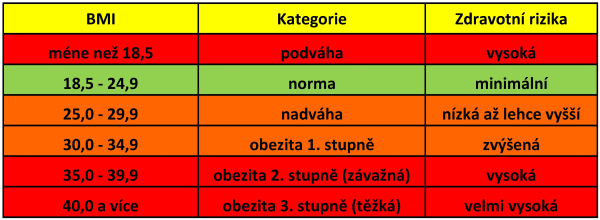 BMI Kategorie Zdravotní rizika
méne než 18,5 podváha vysoká
18,5 - 24,9 norma minimální
25,0 - 29,9 nadváha nízká až lehce vyšší
30,0 - 34,9 obezita 1. stupně zvýšená
35,0 - 39,9 obezita 2. stupně (závažná) vysoká
40,0 a více obezita 3. stupně (těžká) velmi vysoká